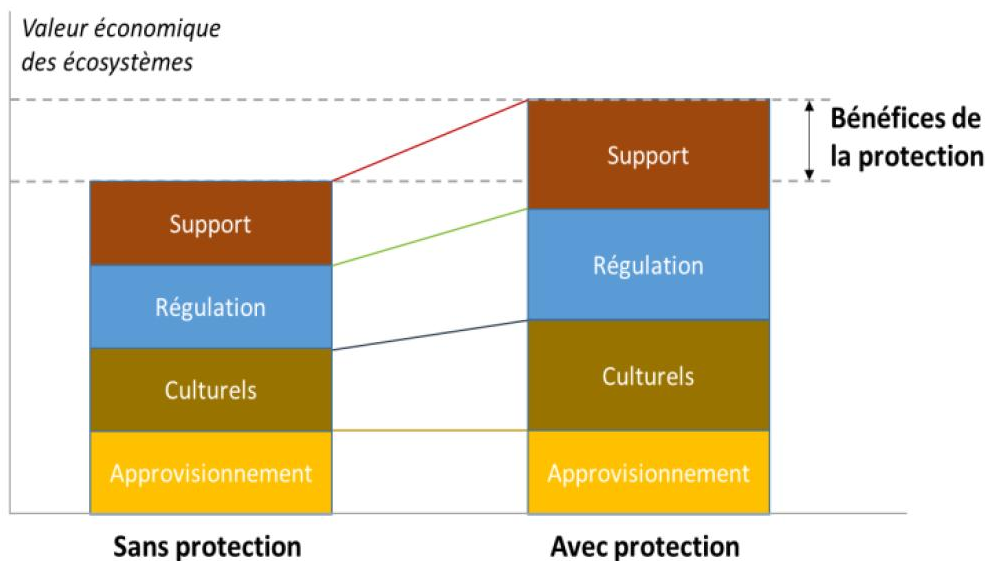 Valeur économique
des écosystèmes
Bénéfices de
la protection
Support
Régulation
Culturels
Approvisionnement
Support
Régulation
Culturels
Approvisionnement
Sans protection
Avec protection